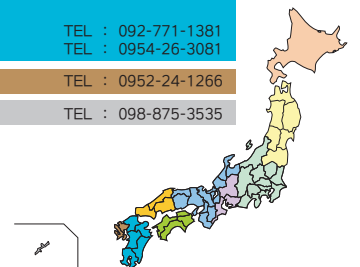 TEL : 092-771-1381
TEL : 0954-26-3081
TEL : 0952-24-1266
TEL : 098-875-3535